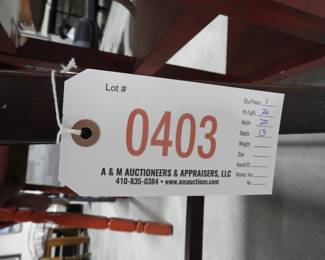 Lot #
0403
A & M AUCTIONEERS & APPRAISERS, LLC
410-835-0384 • www.amauctions.com
Qty/Pieces 1
Ht./Lgth. 26
Width 20
Depth 13
Weight
Size
Karat/Ct
Works Yes
No